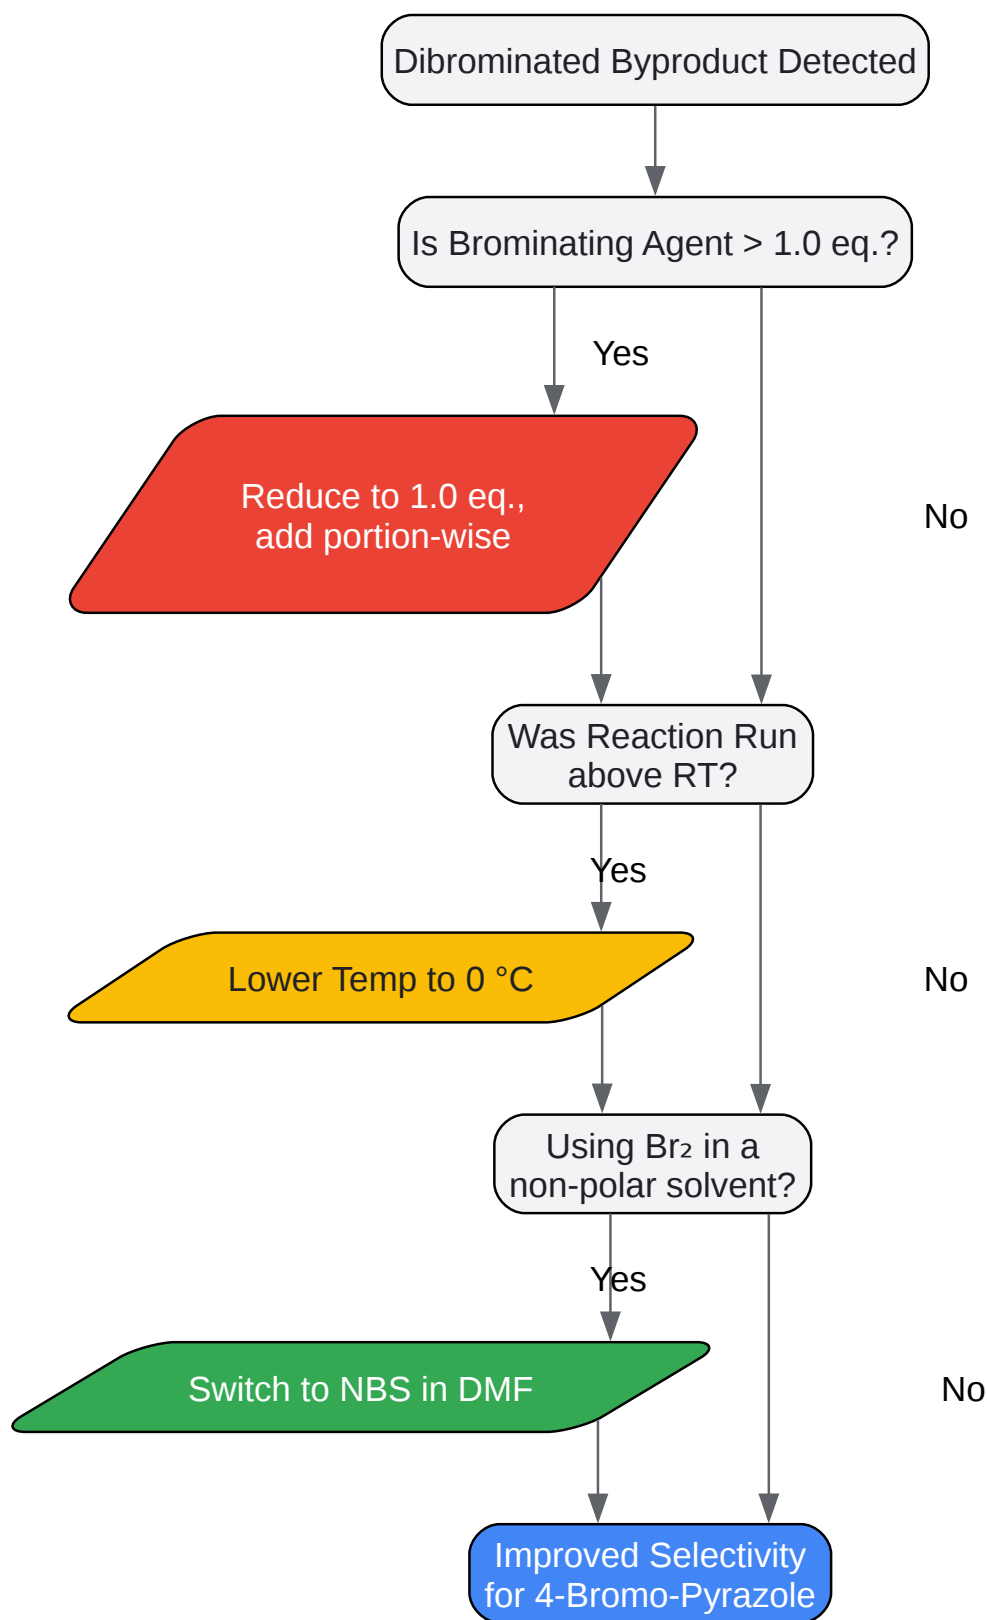 Dibrominated Byproduct Detected
Is Brominating Agent > 1.0 eq.?
Yes
Reduce to 1.0 eq.,
add portion-wise
No
Was Reaction Run
above RT?
Yes
Lower Temp to 0 °C
No
Using Br₂ in a
non-polar solvent?
Yes
Switch to NBS in DMF
No
Improved Selectivity
for 4-Bromo-Pyrazole